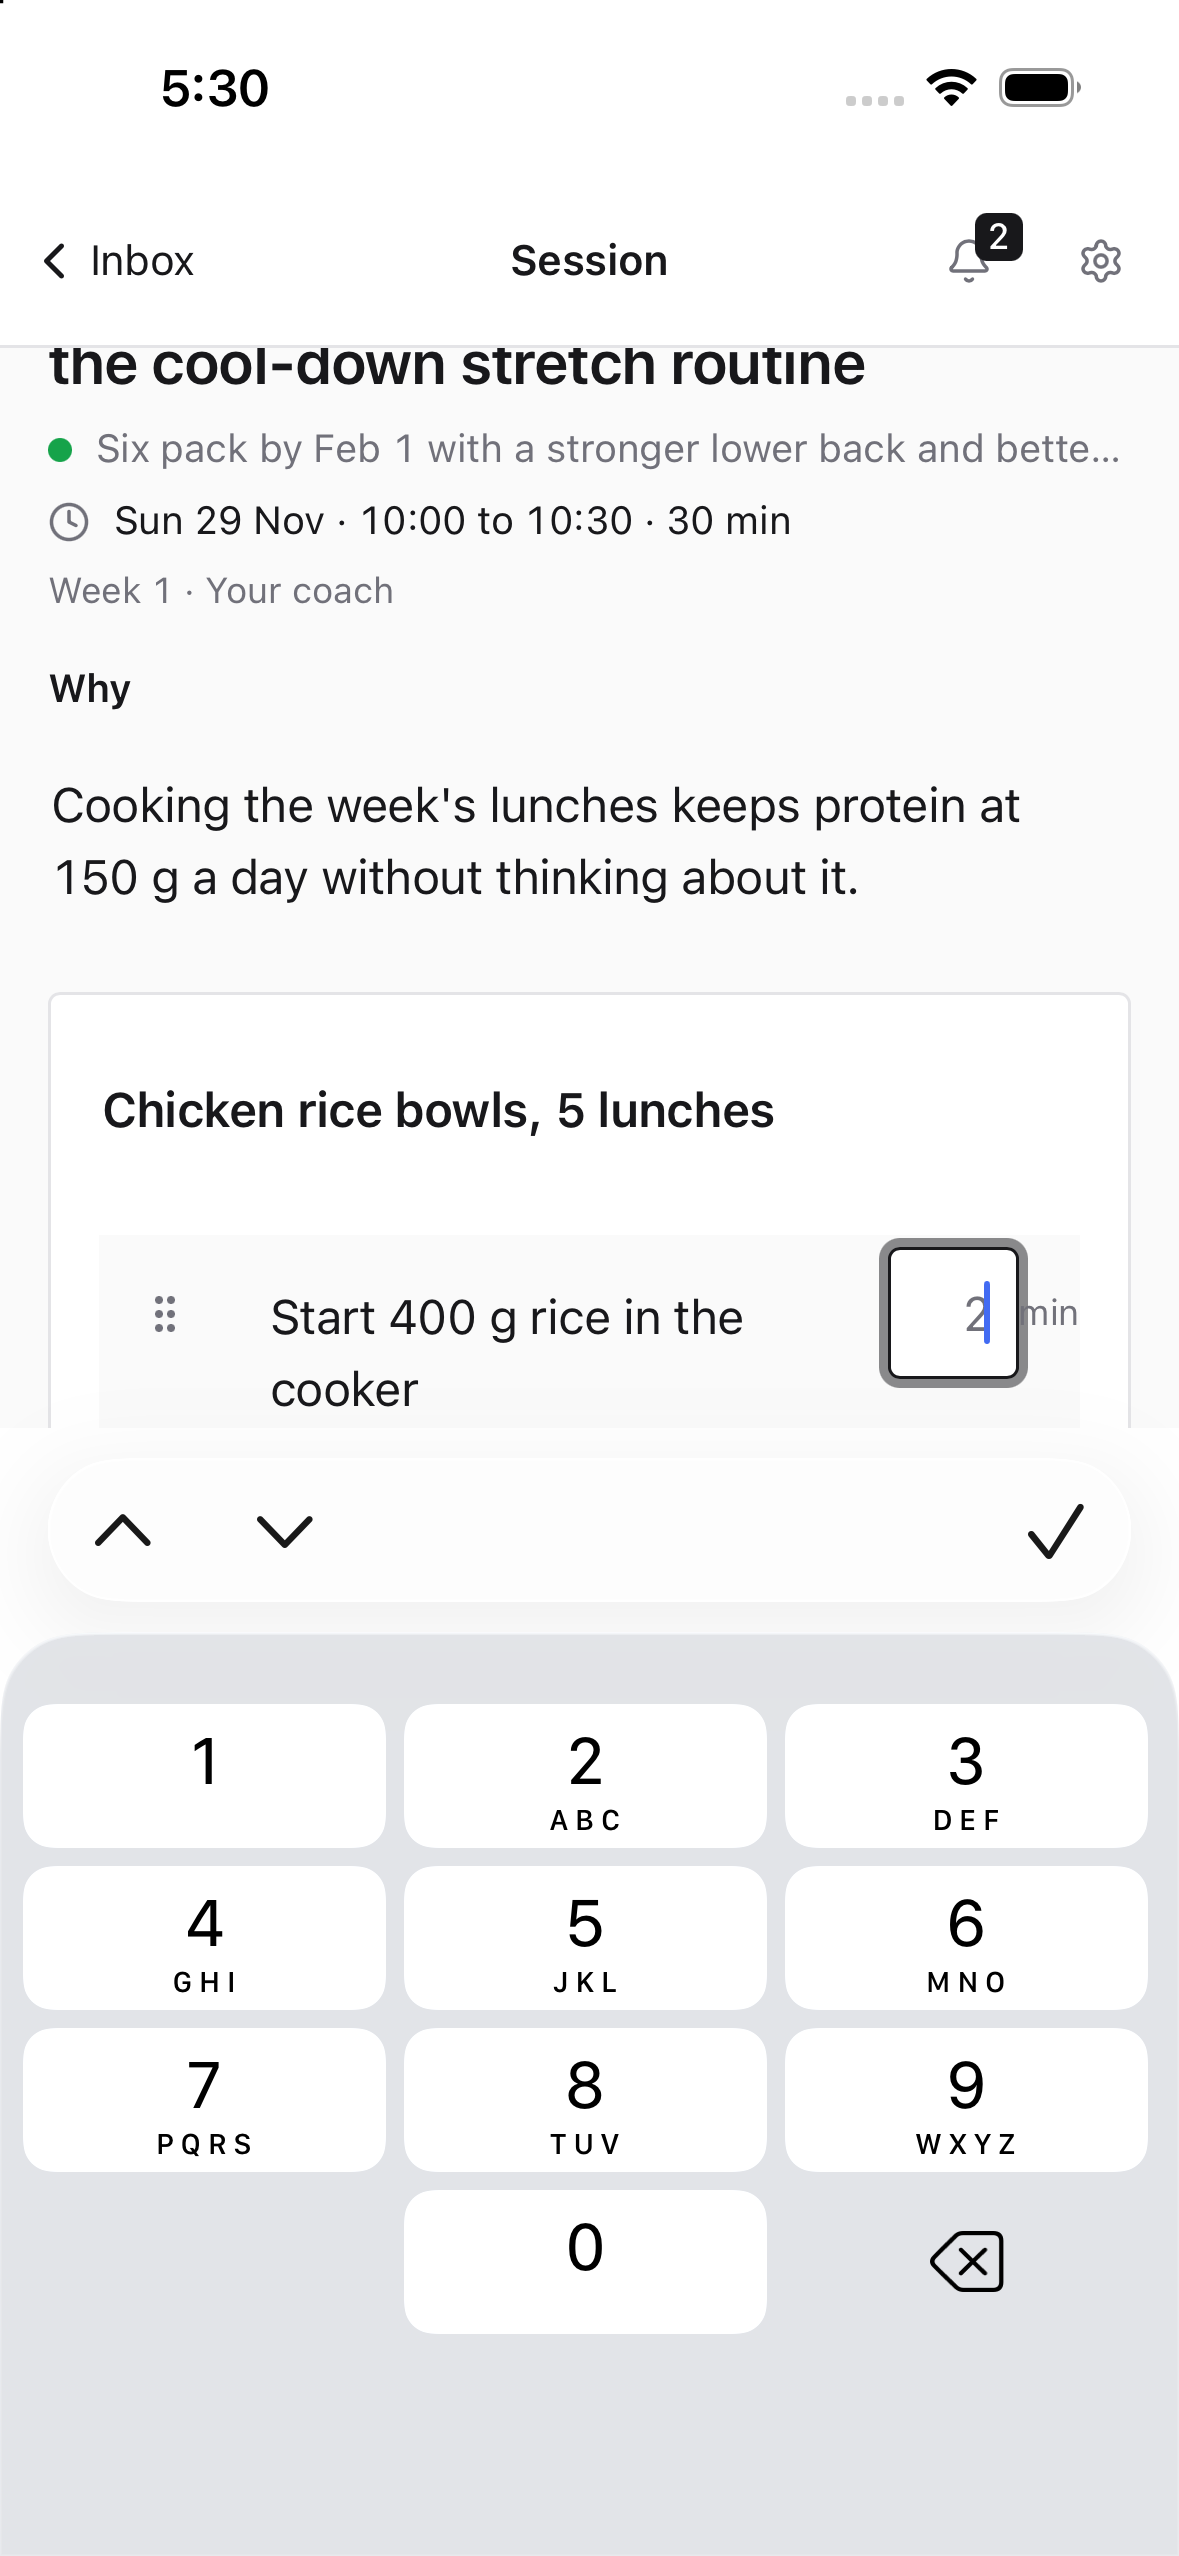 5:30
Inbox
Session
2
the cool-down stretch routine
Six pack by Feb 1 with a stronger lower back and bette...
Sun 29 Nov · 10:00 to 10:30 · 30 min
Week 1 · Your coach
Why
Cooking the week's lunches keeps protein at
150 g a day without thinking about it.
Chicken rice bowls, 5 lunches
Start 400 g rice in the
cooker
2
min
1
2
ABC
3
DEF
4
GHI
5
JKL
6
MNO
7
PQRS
8
TUV
9
WXYZ
0